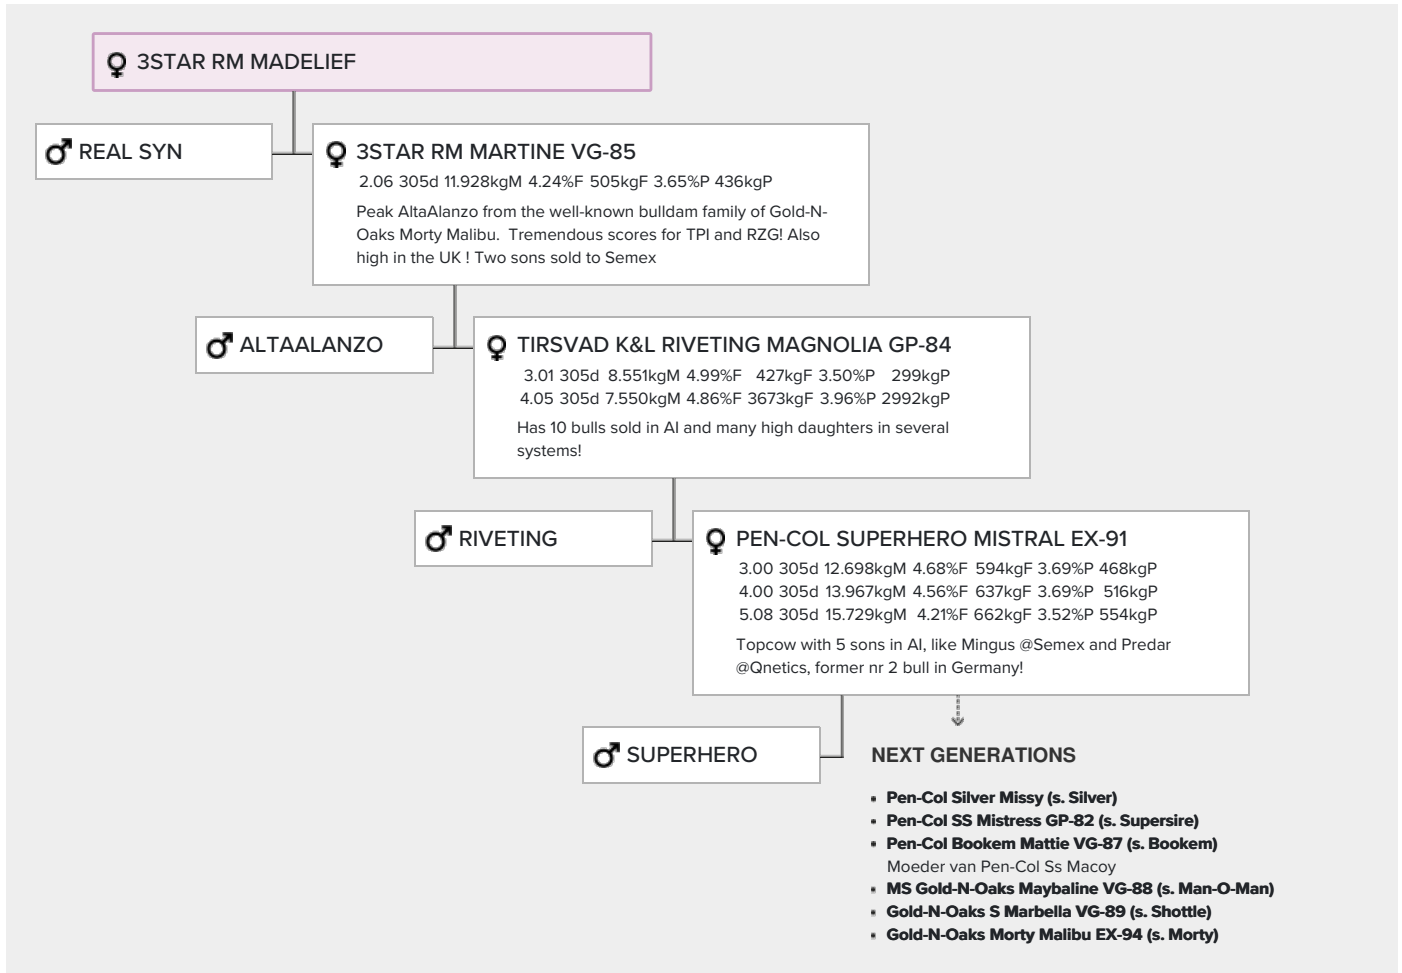 3STAR RM MADELIEF
REAL SYN
3STAR RM MARTINE VG-85
2.06 305d 11.928kgM 4.24%F 505kgF 3.65%P 436kgP
Peak AltaAlanzo from the well-known bulldam family of Gold-N-
Oaks Morty Malibu. Tremendous scores for TPI and RZG! Also
high in the UK ! Two sons sold to Semex
ALTAALANZO
TIRSVAD K&L RIVETING MAGNOLIA GP-84
3.01 305d 8.551kgM 4.99%F 427kgF 3.50%P 299kgP
4.05 305d 7.550kgM 4.86%F 3673kgF 3.96%P 2992kgP
Has 10 bulls sold in AI and many high daughters in several
systems!
RIVETING
PEN-COL SUPERHERO MISTRAL EX-91
3.00 305d 12.698kgM 4.68%F 594kgF 3.69%P 468kgP
4.00 305d 13.967kgM 4.56%F 637kgF 3.69%P 516kgP
5.08 305d 15.729kgM 4.21%F 662kgF 3.52%P 554kgP
Topcow with 5 sons in AI, like Mingus @Semex and Predar
@Qnetics, former nr 2 bull in Germany!
SUPERHERO
NEXT GENERATIONS
Pen-Col Silver Missy (s. Silver)
Pen-Col SS Mistress GP-82 (s. Supersire)
Pen-Col Bookem Mattie VG-87 (s. Bookem)
Moeder van Pen-Col Ss Macoy
MS Gold-N-Oaks Maybaline VG-88 (s. Man-O-Man)
Gold-N-Oaks S Marbella VG-89 (s. Shottle)
Gold-N-Oaks Morty Malibu EX-94 (s. Morty)